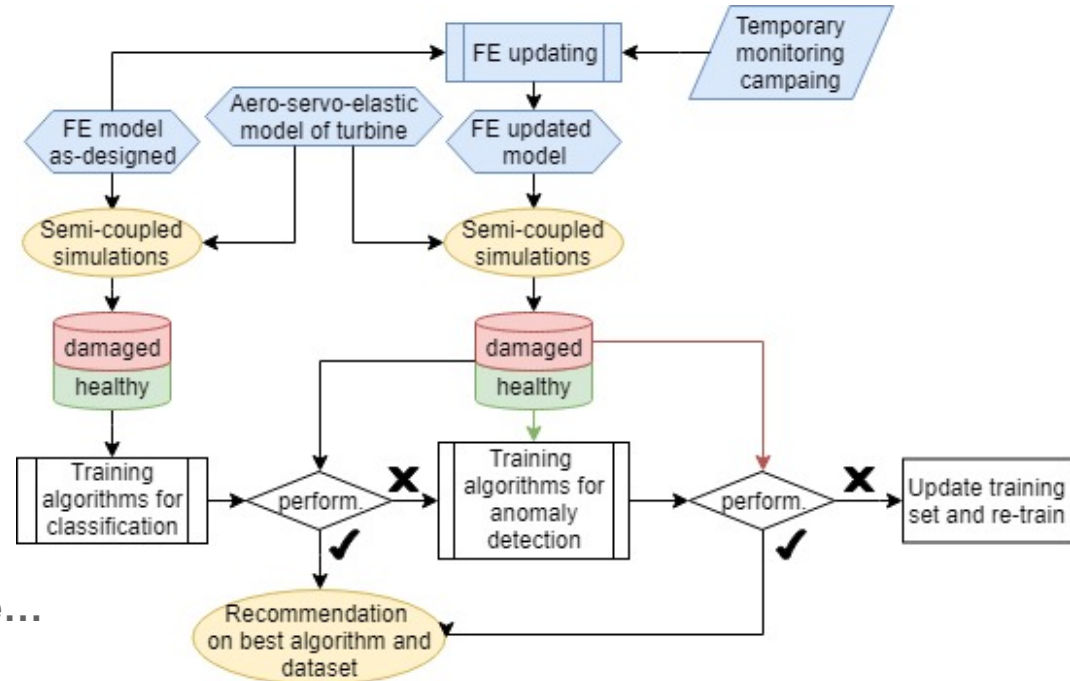 Temporary
monitoring
campaing
FE updating
Aero-servo-elastic
model of turbine
FE model
as-designed
FE updated
model
Semi-coupled
simulations
Semi-coupled
simulations
damaged
healthy
damaged
healthy
Training
algorithms for
classification
perform.
Training
algorithms for
anomaly
detection
perform.
Update training
set and re-train
Recommendation
on best algorithm and
dataset